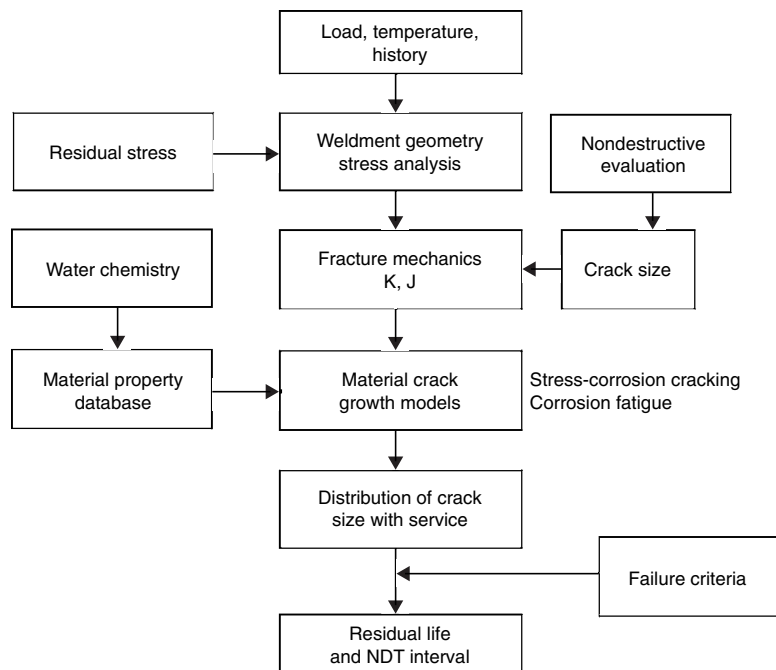 Load, temperature,
history
Residual stress
Weldment geometry
stress analysis
Nondestructive
evaluation
Water chemistry
Fracture mechanics
K, J
Crack size
Material property
database
Material crack
growth models
Stress-corrosion cracking
Corrosion fatigue
Distribution of crack
size with service
Failure criteria
Residual life
and NDT interval